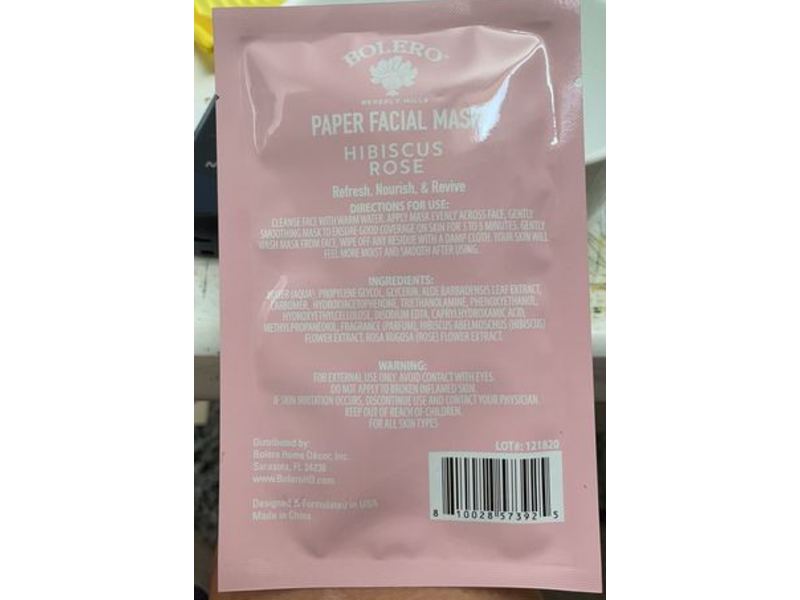 BOLERO
BEVERLY HILLS
PAPER FACIAL MASK
HIBISCUS
ROSE
Refresh, Nourish, & Revive
DIRECTIONS FOR USE:
CLEANSE FACE WITH WARM WATER. APPLY MASK EVENLY ACROSS FACE, GENTLY
SMOOTHING MASK TO ENSURE GOOD COVERAGE ON SKIN FOR 3 TO 5 MINUTES. GENTLY
WASH MASK FROM FACE, WIPE OFF ANY RESIDUE WITH A DAMP CLOTH. YOUR SKIN WILL
FEEL MORE MOIST AND SMOOTH AFTER USING.
INGREDIENTS:
WATER (AQUA), PROPYLENE GLYCOL, GLYCERIN, ALOE BARBADENSIS LEAF EXTRACT,
CARBOMER, HYDROXYACETOPHENONE, TRIETHANOLAMINE, PHENOXYETHANOL,
HYDROXYETHYLCELLULOSE, DISODIUM EDTA, CAPRYLHYDROXAMIC ACID,
METHYLPROPANEDIOL, FRAGRANCE (PARFUM), HIBISCUS ABELMOSCHUS (HIBISCUS)
FLOWER EXTRACT, ROSA RUGOSA (ROSE) FLOWER EXTRACT.
WARNING:
FOR EXTERNAL USE ONLY. AVOID CONTACT WITH EYES.
DO NOT APPLY TO BROKEN INFLAMED SKIN.
IF SKIN IRRITATION OCCURS, DISCONTINUE USE AND CONTACT YOUR PHYSICIAN.
KEEP OUT OF REACH OF CHILDREN.
FOR ALL SKIN TYPES
Distributed by:
Bolero Home Décor, Inc.
Sarasota, FL 34238
www.BoleroHD.com
Designed & Formulated in USA
Made in China
LOT#: 121820
8 10028 57392 5